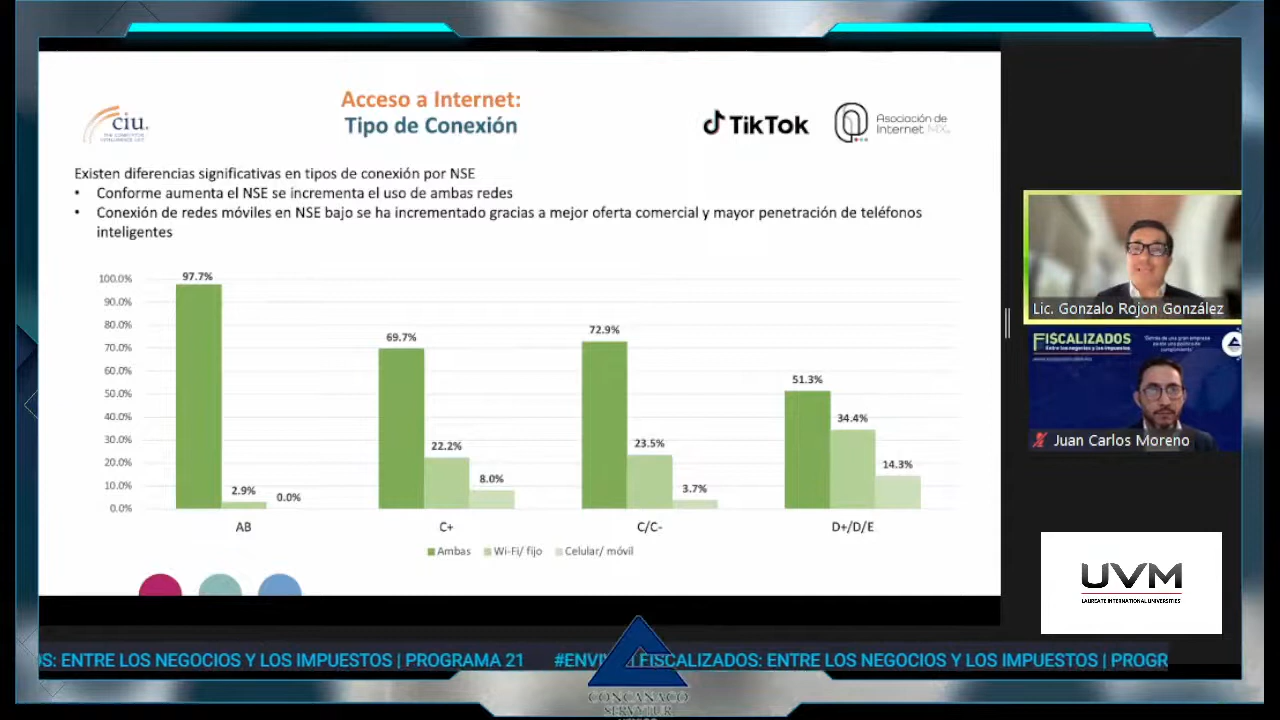 Acceso a Internet:
Tipo de Conexión
ciu.
TikTok
Asociación de
Internet MX.
Existen diferencias significativas en tipos de conexión por NSE
• Conforme aumenta el NSE se incrementa el uso de ambas redes
• Conexión de redes móviles en NSE bajo se ha incrementado gracias a mejor oferta comercial y mayor penetración de teléfonos
inteligentes
100.0%
90.0%
80.0%
70.0%
60.0%
50.0%
40.0%
30.0%
20.0%
10.0%
0.0%
97.7% 2.9% 0.0%
69.7% 22.2% 8.0%
72.9% 23.5% 3.7%
51.3% 34.4% 14.3%
AB C+ C/C- D+/D/E
Ambas Wi-Fi/ fijo Celular/ móvil
Lic. Gonzalo Rojon González
FISCALIZADOS
Entre los negocios y los impuestos
Juan Carlos Moreno
UVM
LAUREATE INTERNATIONAL UNIVERSITIES
OS: ENTRE LOS NEGOCIOS Y LOS IMPUESTOS | PROGRAMA 21 #ENVI FISCALIZADOS: ENTRE LOS NEGOCIOS Y LOS IMPUESTOS | PROGR
CONCANACO
SERVYTUR